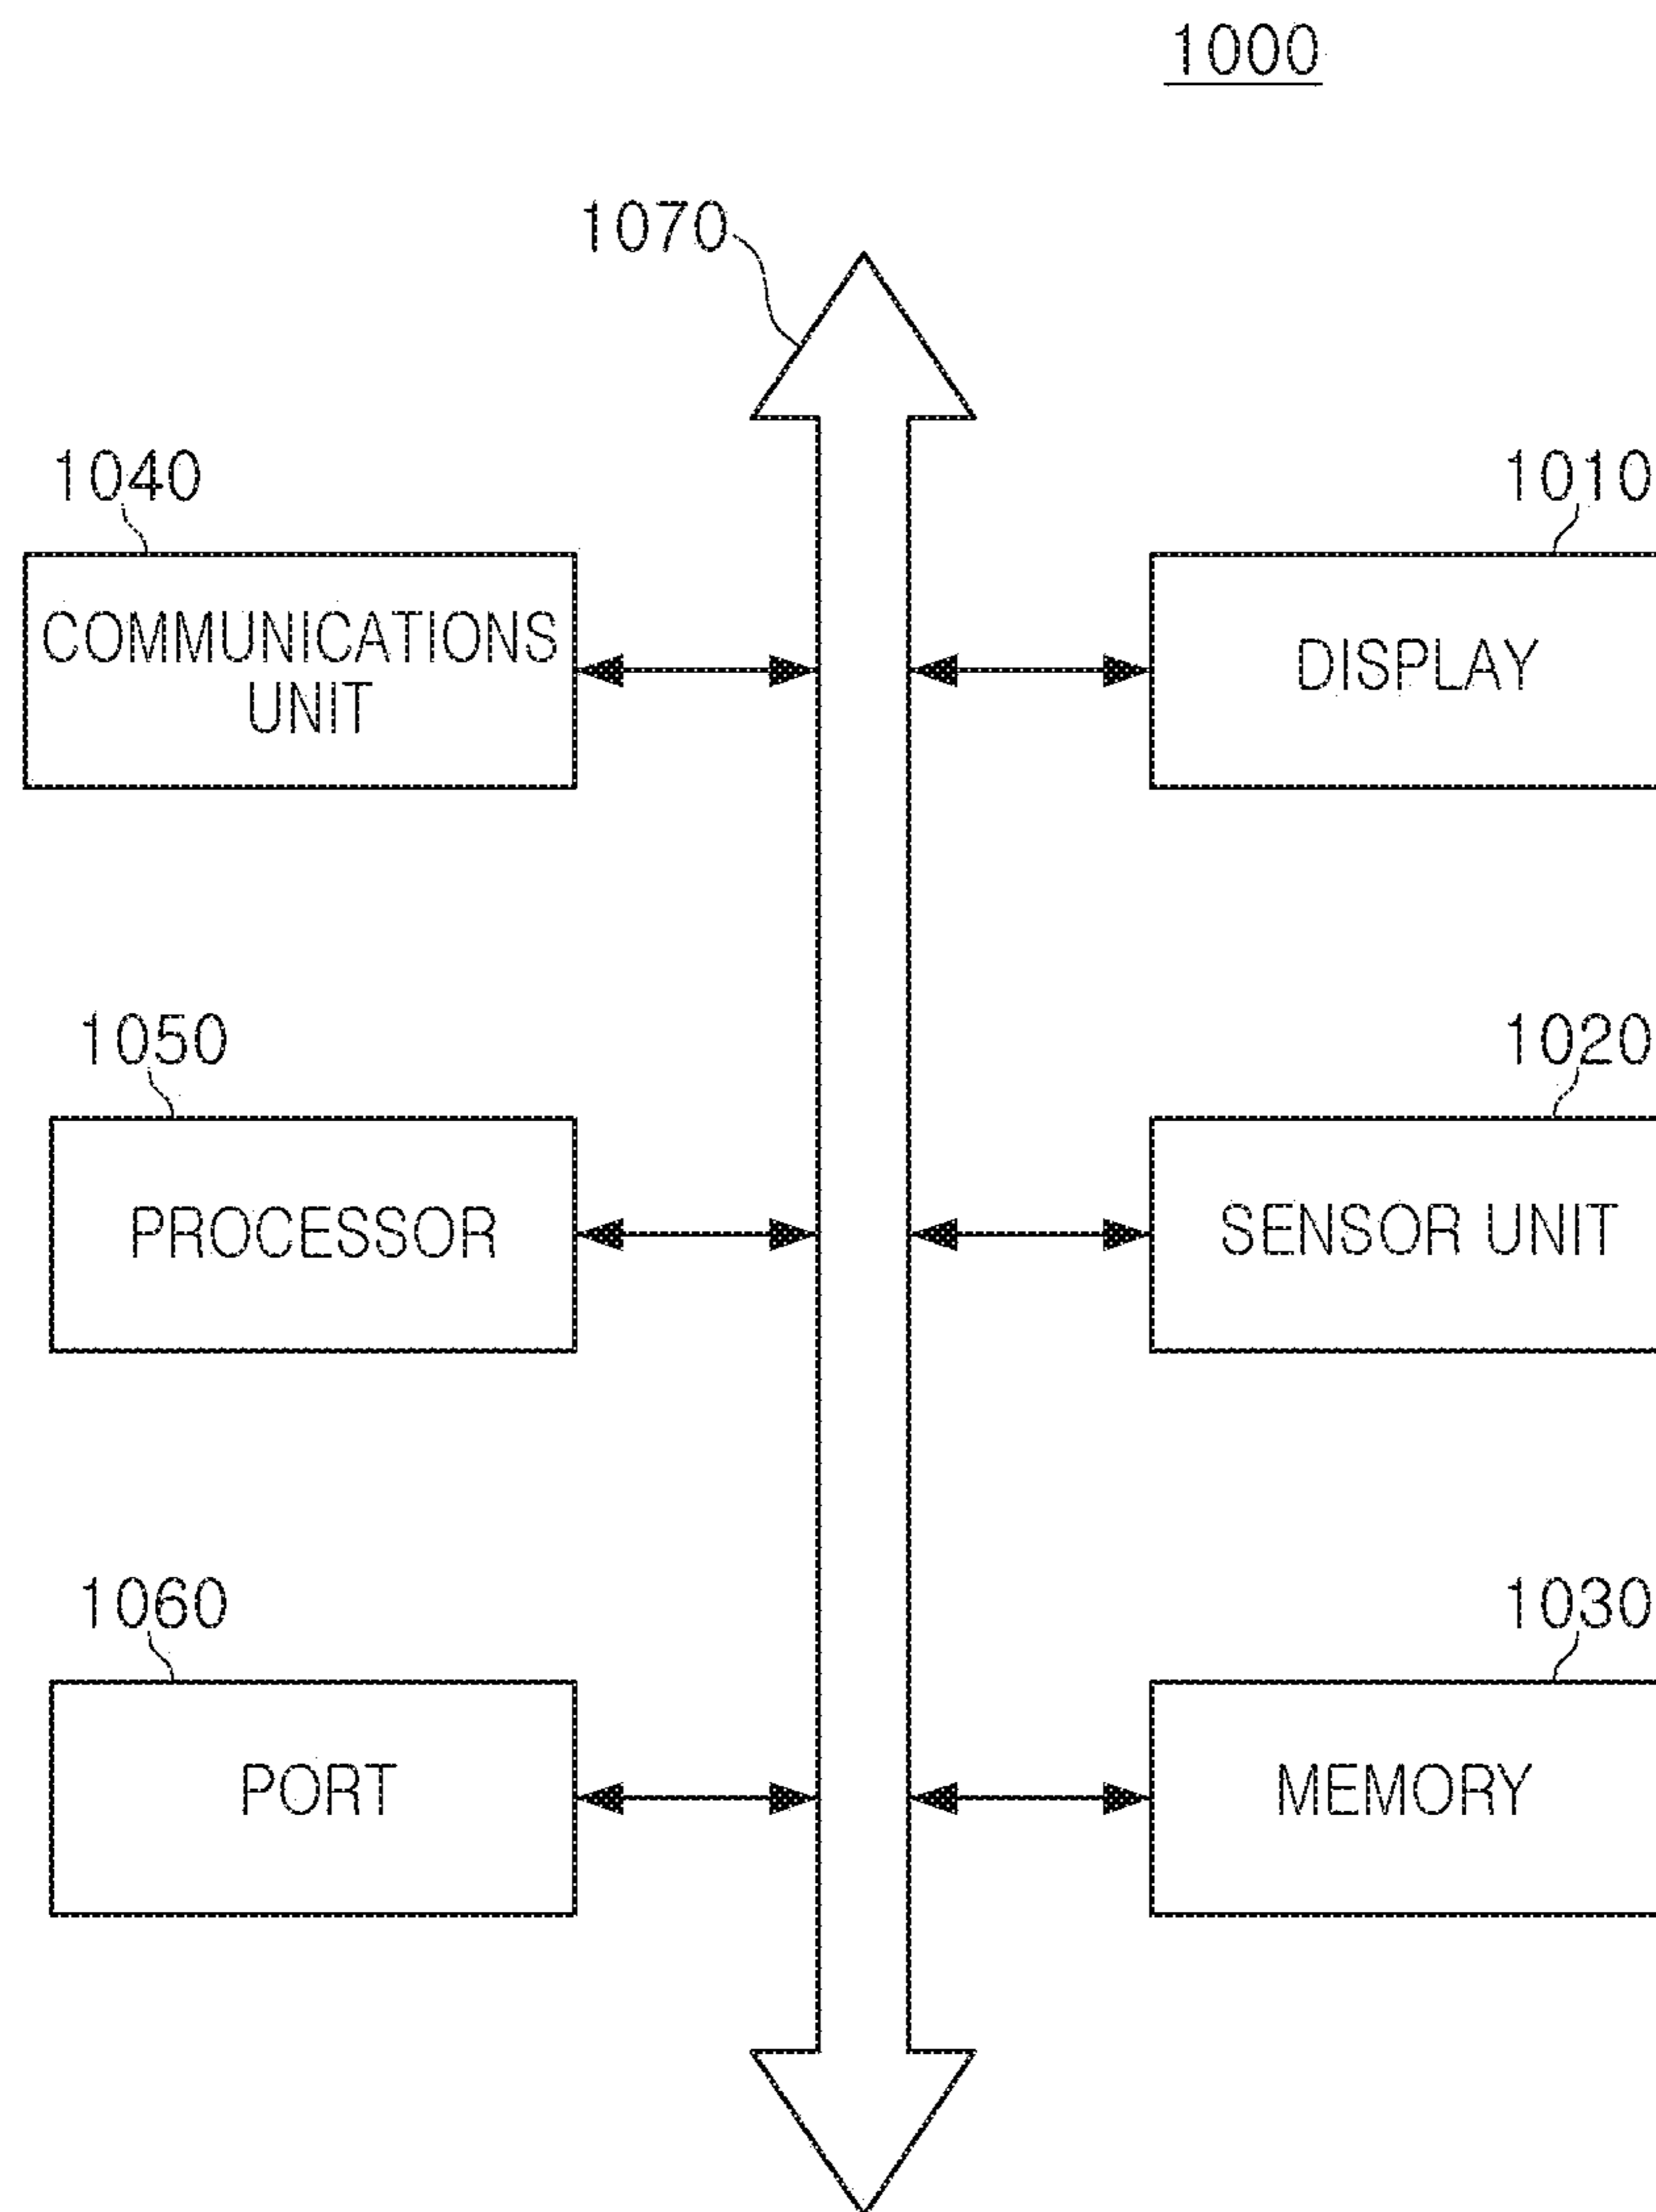 1000
1070
1040
1010
COMMUNICATIONS
UNIT
DISPLAY
1050
1020
PROCESSOR
SENSOR UNIT
1060
1030
PORT
MEMORY